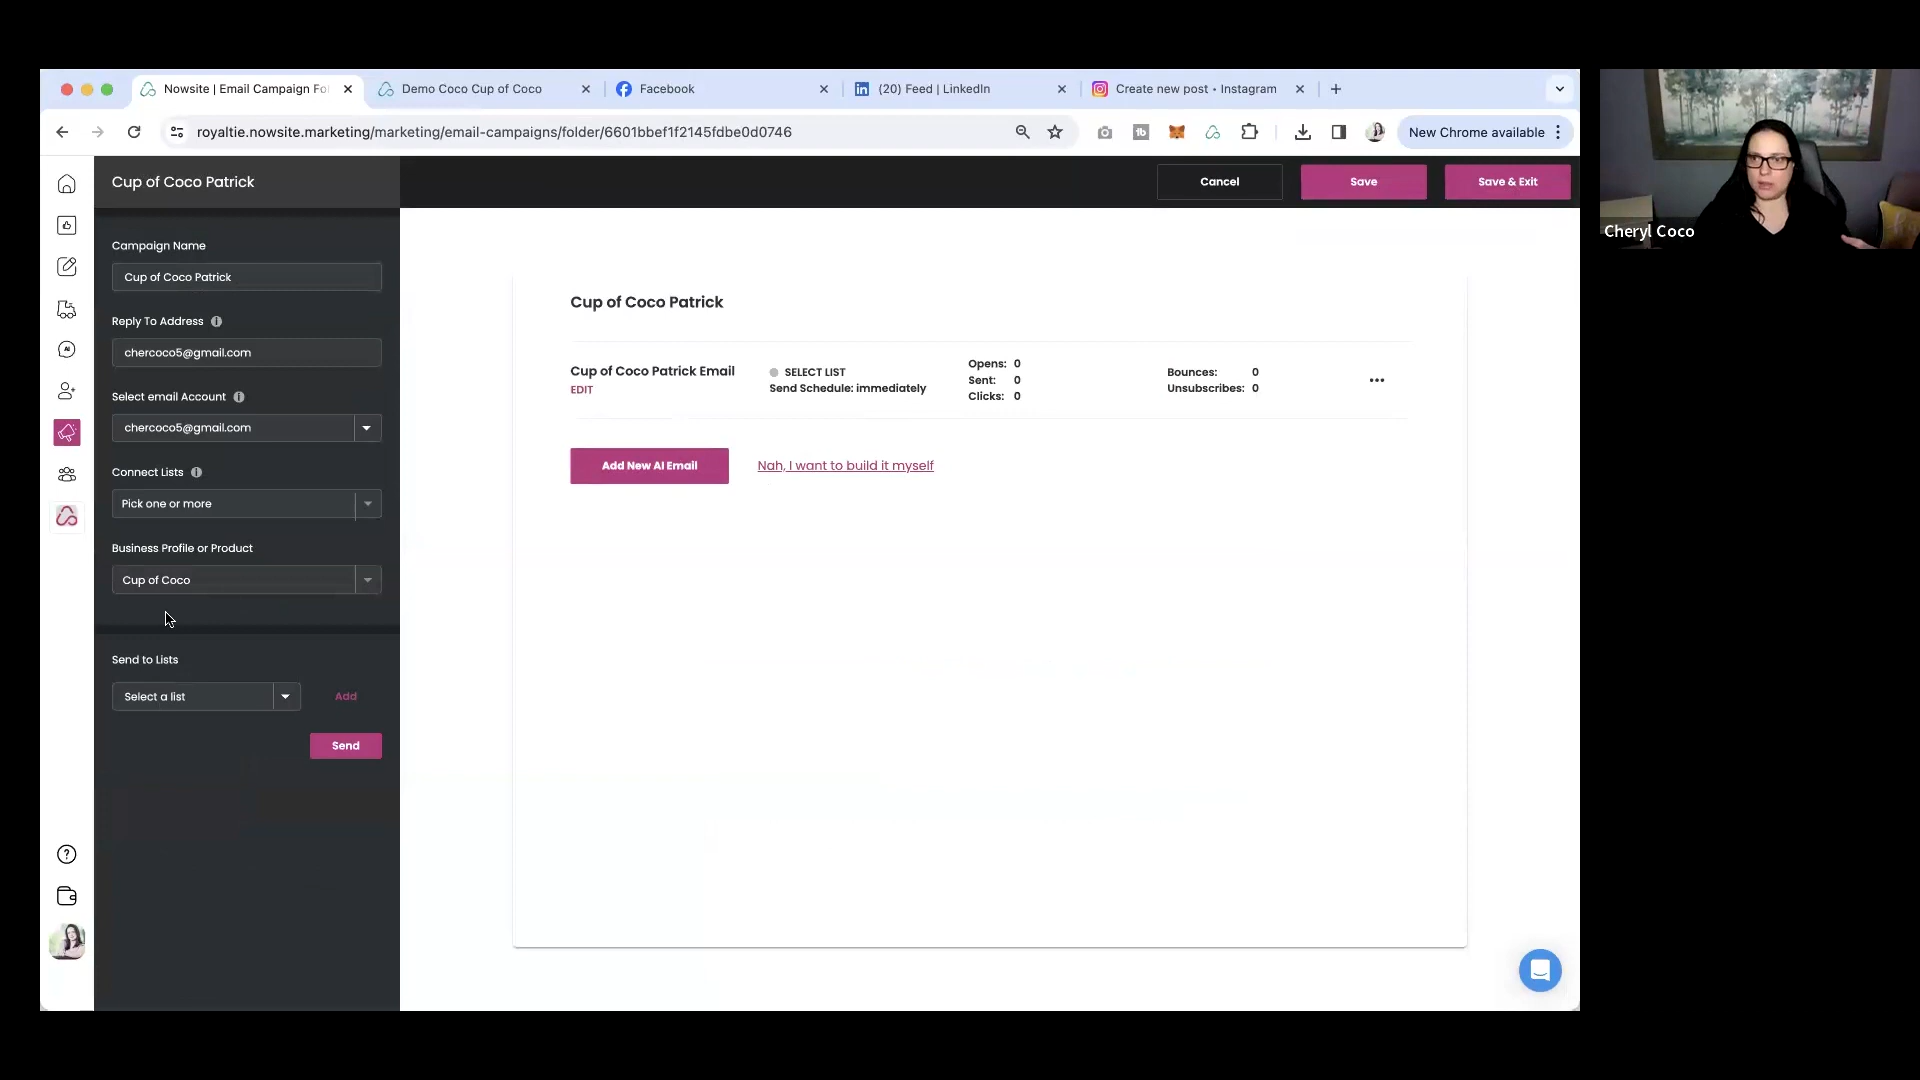 Nowsite | Email Campaign Fo
Demo Coco Cup of Coco
Facebook
(20) Feed | LinkedIn
Create new post • Instagram
royaltie.nowsite.marketing/marketing/email-campaigns/folder/6601bbef1f2145fdbe0d0746
New Chrome available
Cup of Coco Patrick
Cancel
Save
Save & Exit
Campaign Name
Cup of Coco Patrick
Reply To Address
chercoco5@gmail.com
Select email Account
chercoco5@gmail.com
Connect Lists
Pick one or more
Business Profile or Product
Cup of Coco
Send to Lists
Select a list
Add
Send
Cup of Coco Patrick
Cup of Coco Patrick Email
EDIT
SELECT LIST
Send Schedule: immediately
Opens: 0
Sent: 0
Clicks: 0
Bounces: 0
Unsubscribes: 0
Add New AI Email
Nah, I want to build it myself
Cheryl Coco